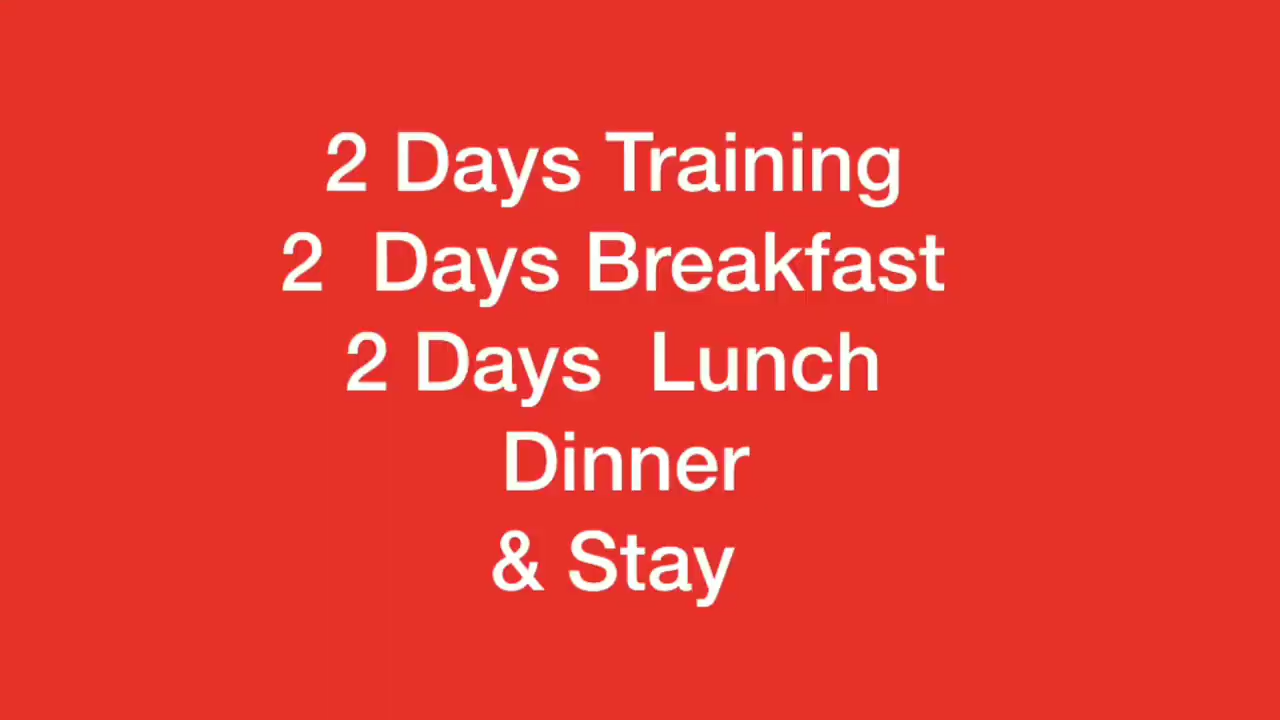 2 Days Training
2  Days Breakfast
2 Days  Lunch
Dinner
& Stay